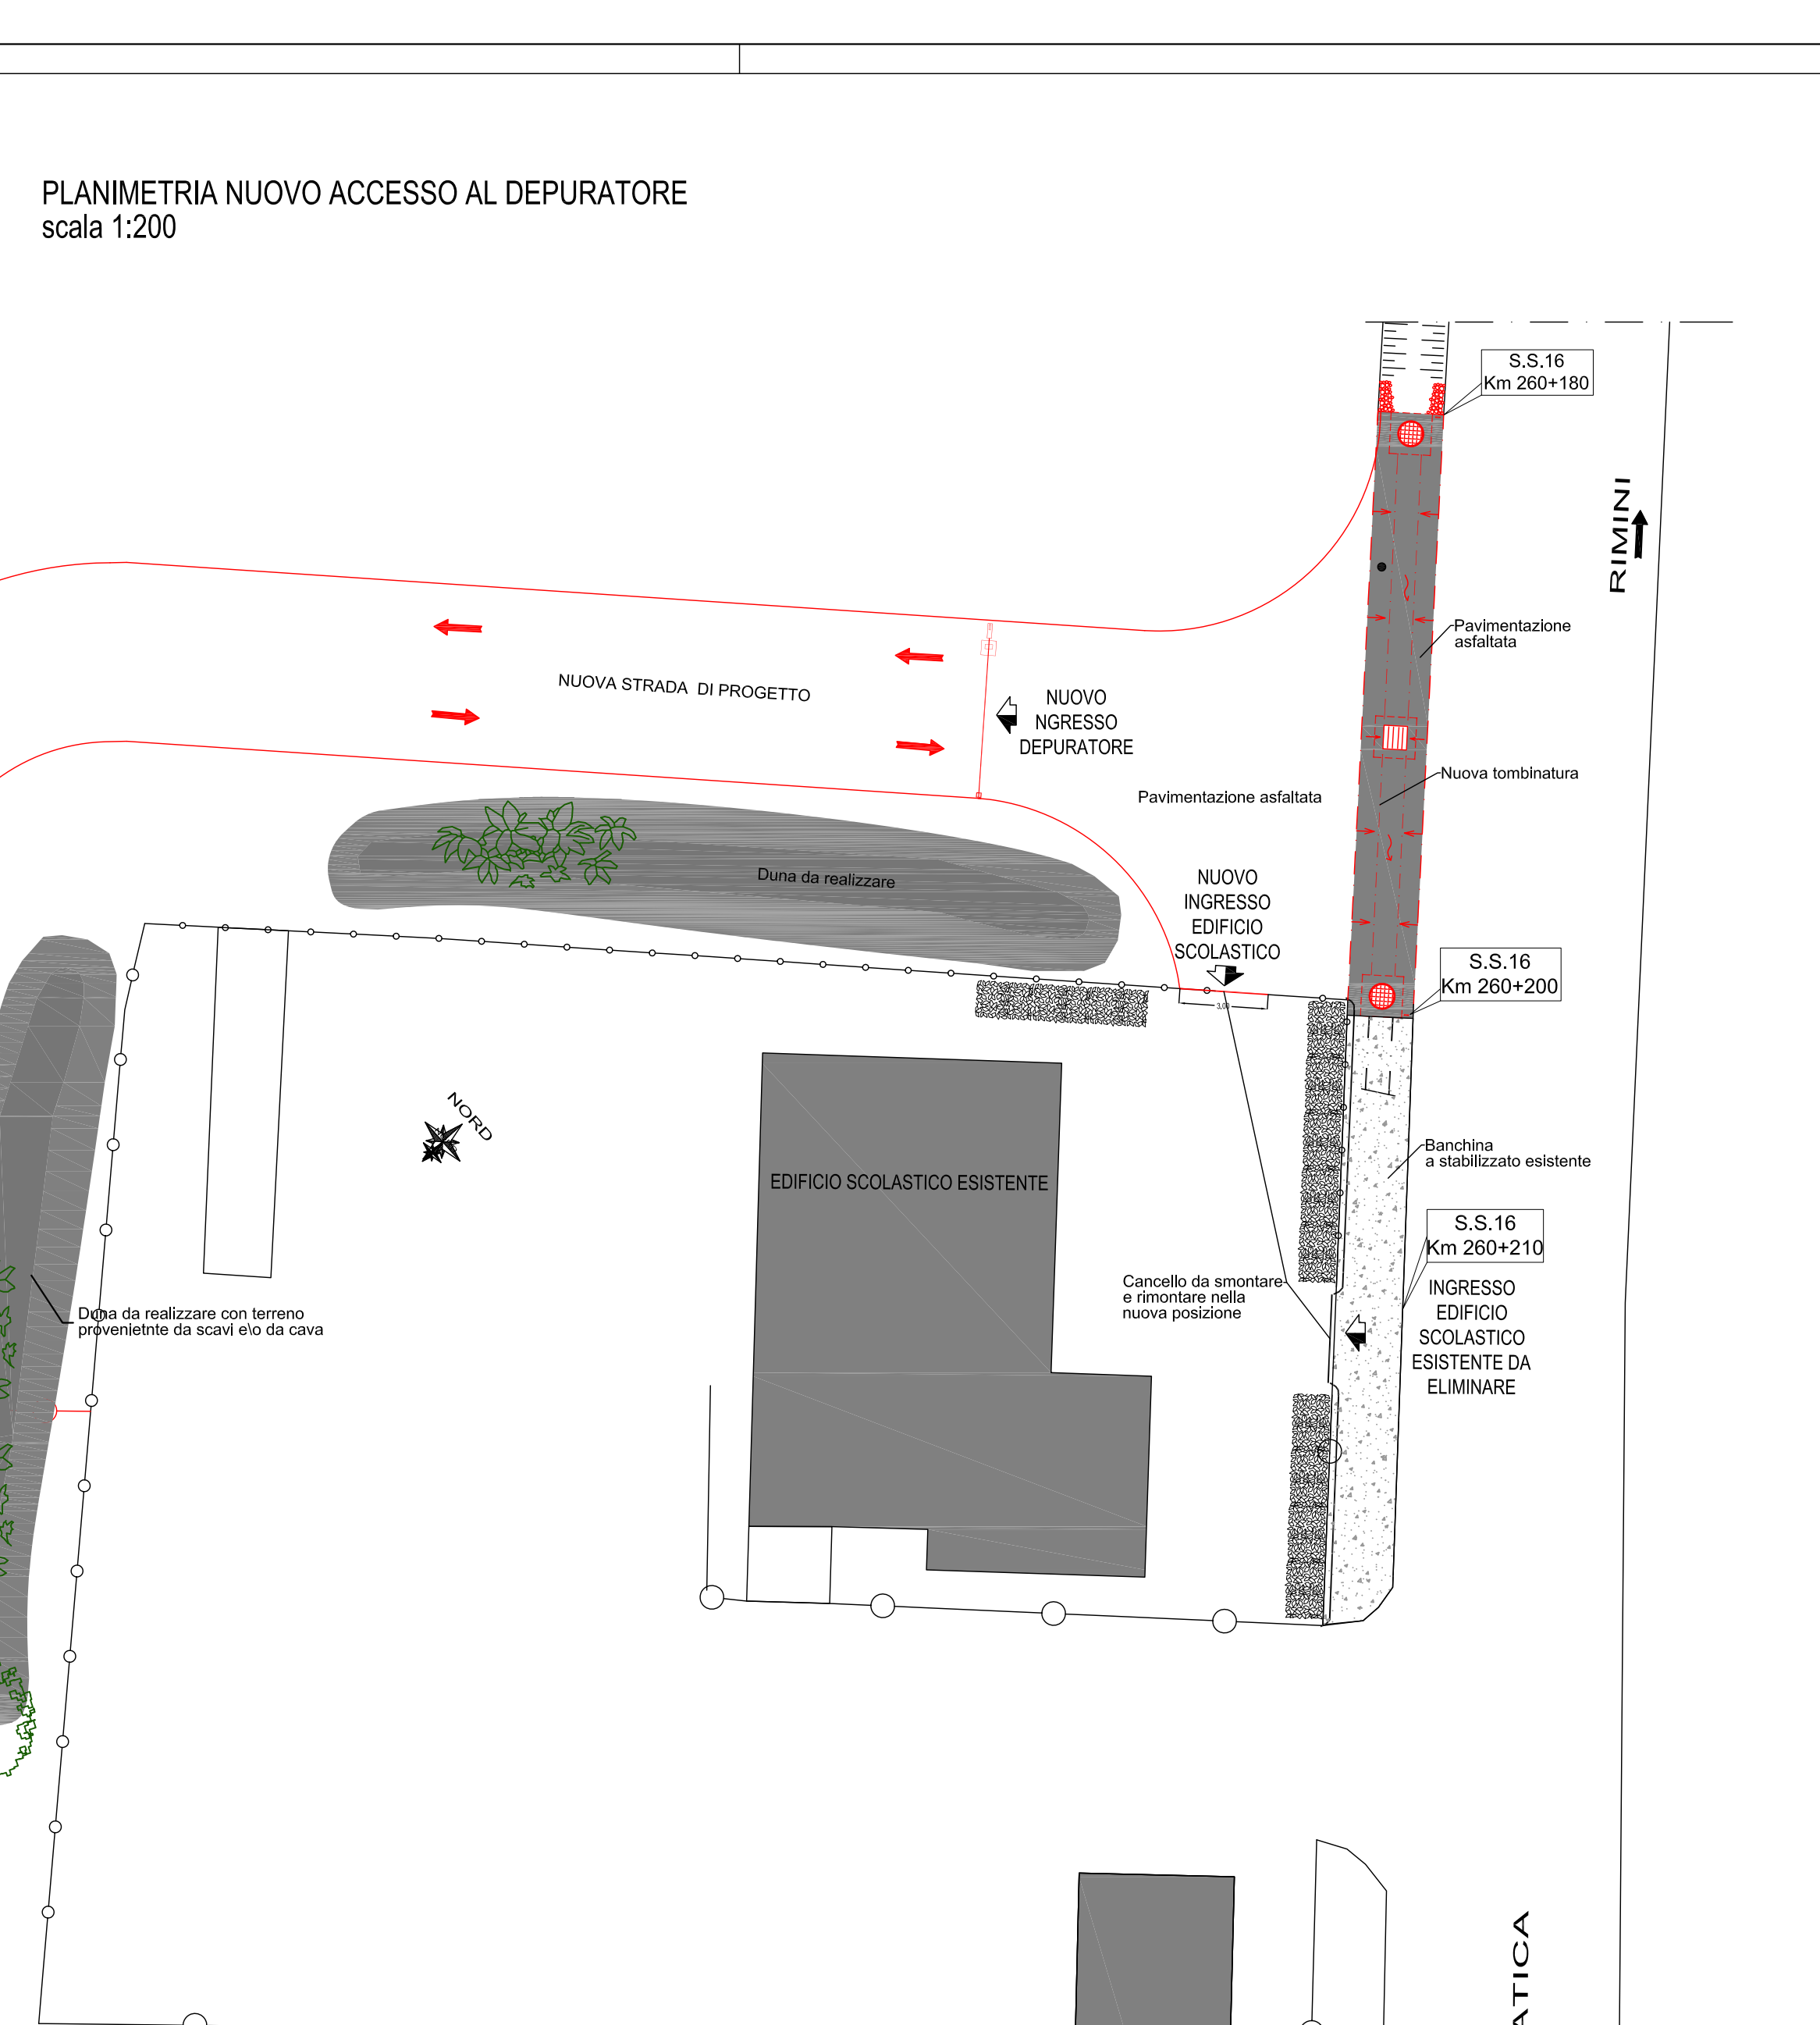 PLANIMETRIA NUOVO ACCESSO AL DEPURATORE
scala 1:200
S.S.16
Km 260+180
RIMINI
Pavimentazione
asfaltata
NUOVA STRADA DI PROGETTO
NUOVO
NGRESSO
DEPURATORE
Nuova tombinatura
Pavimentazione asfaltata
Duna da realizzare
NUOVO
INGRESSO
EDIFICIO
SCOLASTICO
S.S.16
Km 260+200
3,00
NORD
Banchina
a stabilizzato esistente
EDIFICIO SCOLASTICO ESISTENTE
S.S.16
Km 260+210
Cancello da smontare
e rimontare nella
nuova posizione
INGRESSO
EDIFICIO
SCOLASTICO
ESISTENTE DA
ELIMINARE
Duna da realizzare con terreno
provenietnte da scavi e\o da cava
ATICA